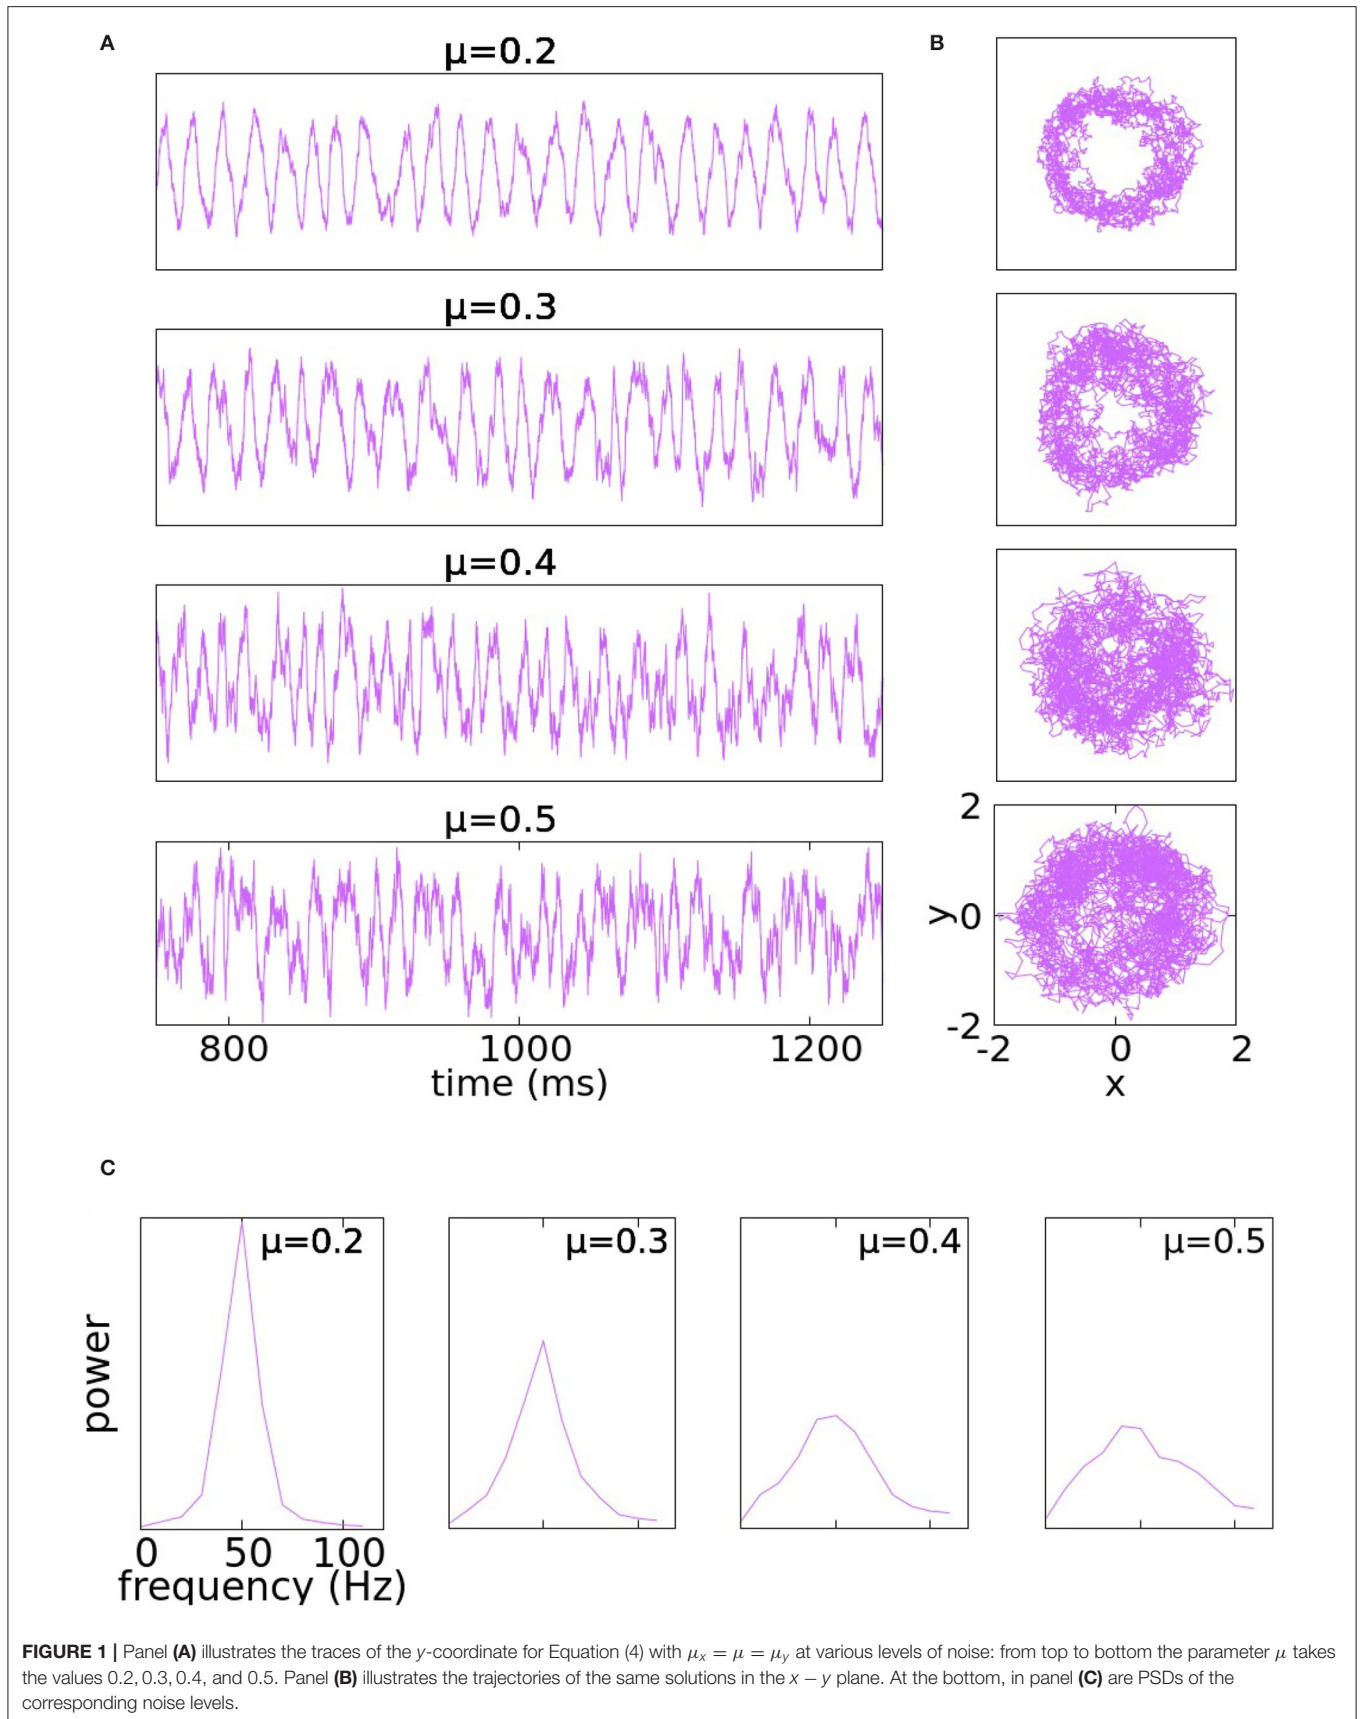 A
μ=0.2
B
μ=0.3
μ=0.4
μ=0.5
2
y
0
-2
800 1000 1200
-2 0 2
time (ms)
x
C
μ=0.2 μ=0.3 μ=0.4 μ=0.5
power
0 50 100
frequency (Hz)
FIGURE 1 | Panel (A) illustrates the traces of the y-coordinate for Equation (4) with μx = μ = μy at various levels of noise: from top to bottom the parameter μ takes
the values 0.2, 0.3, 0.4, and 0.5. Panel (B) illustrates the trajectories of the same solutions in the x − y plane. At the bottom, in panel (C) are PSDs of the
corresponding noise levels.